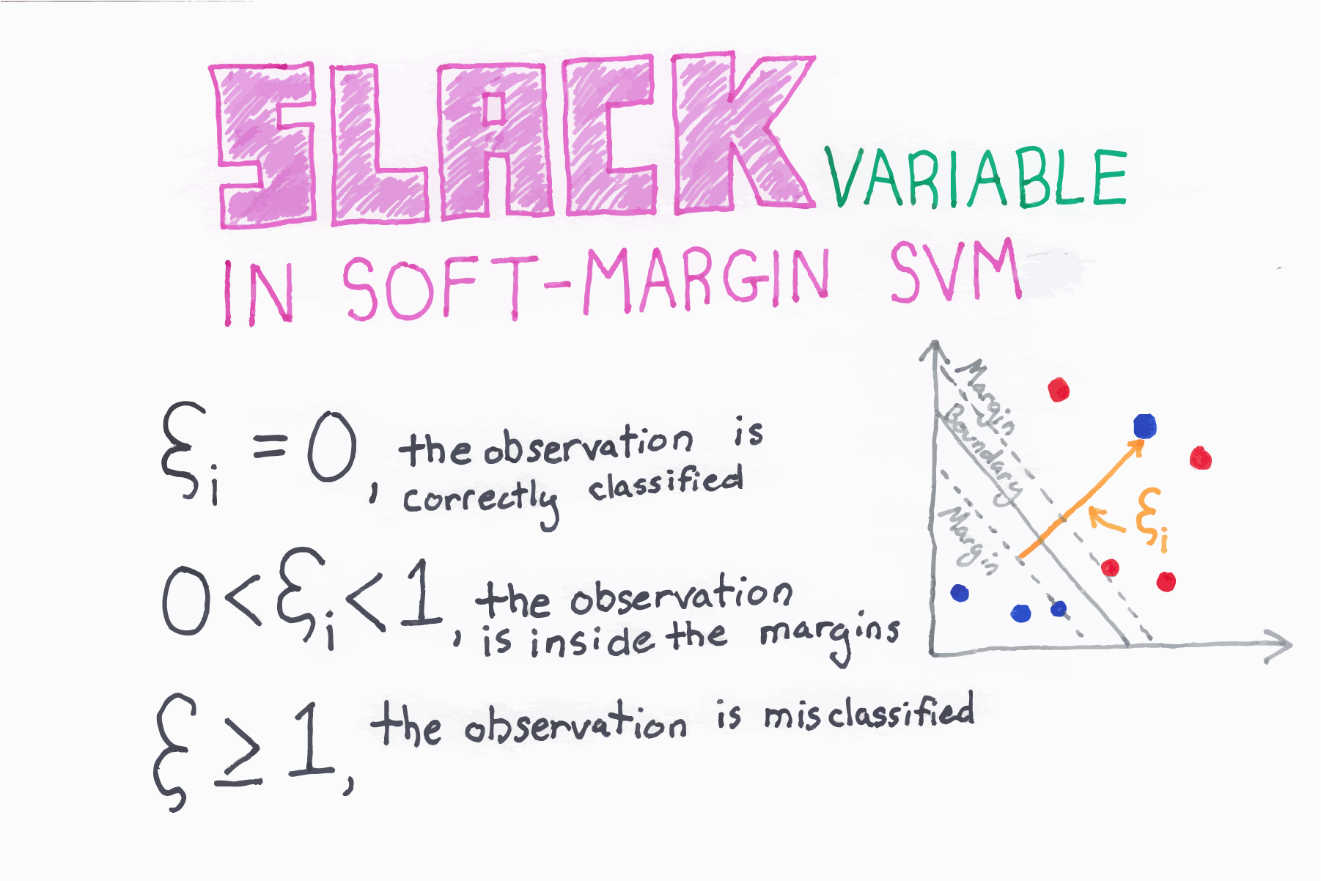 SLACK VARIABLE
IN SOFT-MARGIN SVM
ξi = 0, the observation is
correctly classified
0 < ξi < 1, the observation
is inside the margins
ξ ≥ 1, the observation is misclassified
Margin
Boundary
Margin
ξi